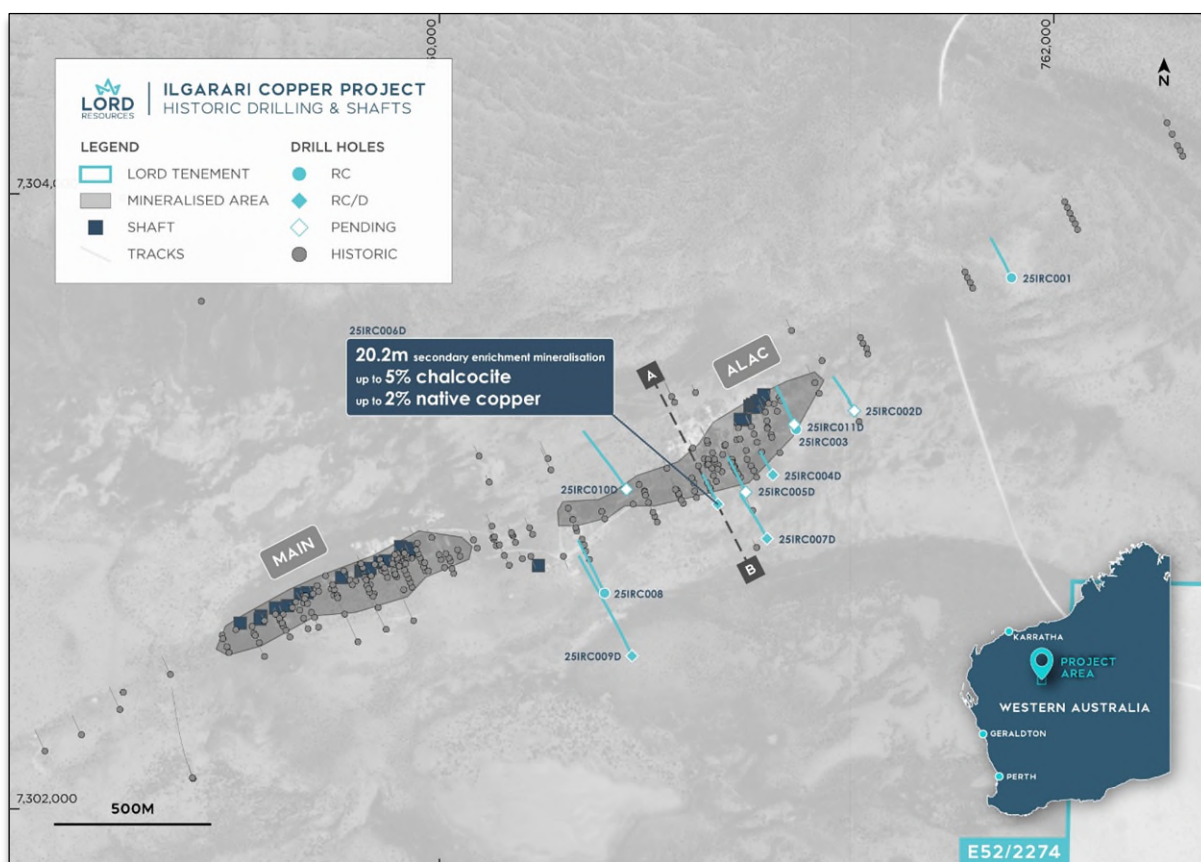 760,000
762,000
N
LORD
RESOURCES
ILGARARI COPPER PROJECT
HISTORIC DRILLING & SHAFTS
LEGEND
LORD TENEMENT
MINERALISED AREA
SHAFT
TRACKS
DRILL HOLES
RC
RC/D
PENDING
HISTORIC
7,304,000
25IRC001
25IRC006D
20.2m secondary enrichment mineralisation
up to 5% chalcocite
up to 2% native copper
A
ALAC
25IRC002D
25IRC011D
25IRC003
25IRC004D
25IRC010D
25IRC005D
25IRC007D
MAIN
B
25IRC008
25IRC009D
KARRATHA
PROJECT
AREA
WESTERN AUSTRALIA
GERALDTON
PERTH
7,302,000
500M
E52/2274